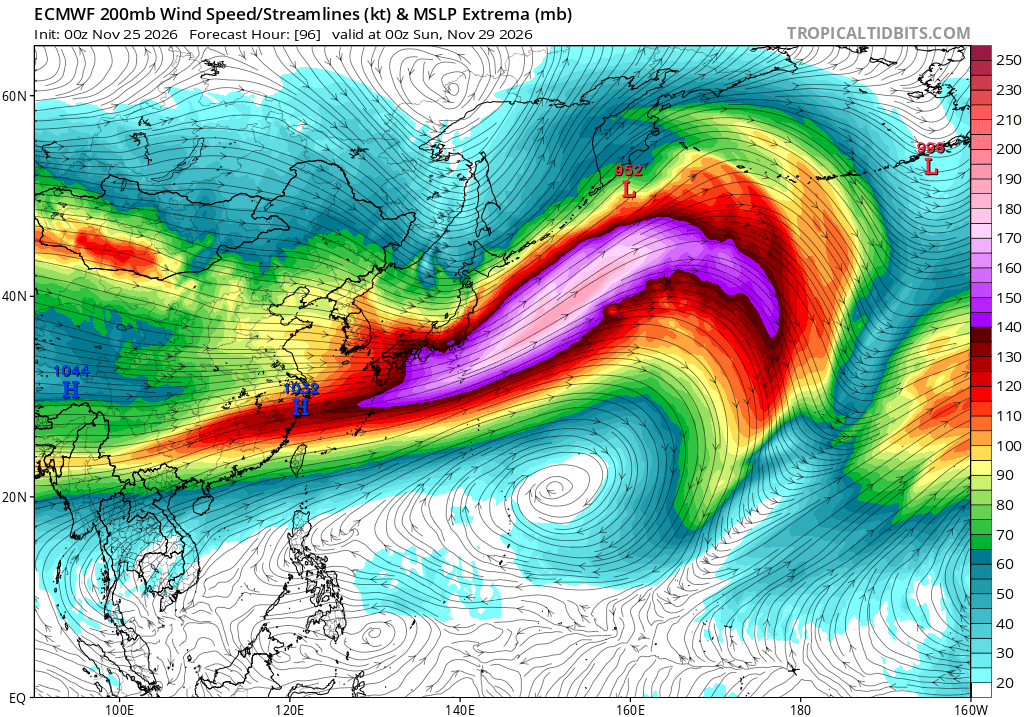 ECMWF 200mb Wind Speed/Streamlines (kt) & MSLP Extrema (mb)
Init: 00z Nov 25 2026 Forecast Hour: [96] valid at 00z Sun, Nov 29 2026
TROPICALTIDBITS.COM
250
60N
230
210
996
L
200
952
L
190
180
170
160
150
40N
140
130
1044
H
120
1032
H
110
100
90
20N
80
70
60
50
40
30
20
EQ
100E
120E
140E
160E
180
160W